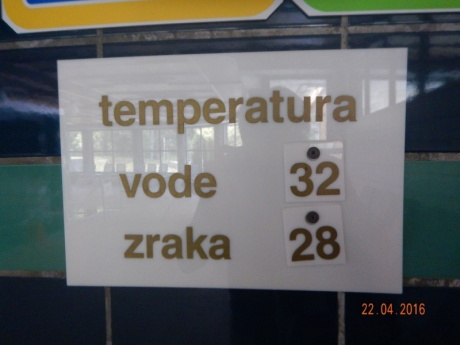 temperatura
vode 32
zraka 28
22.04.2016